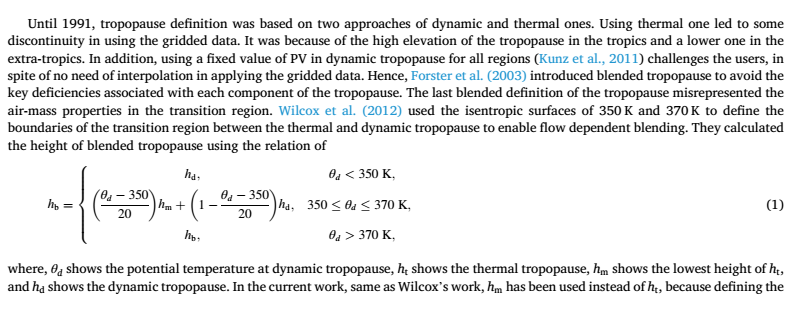 Until 1991, tropopause definition was based on two approaches of dynamic and thermal ones. Using thermal one led to some
discontinuity in using the gridded data. It was because of the high elevation of the tropopause in the tropics and a lower one in the
extra-tropics. In addition, using a fixed value of PV in dynamic tropopause for all regions (Kunz et al., 2011) challenges the users, in
spite of no need of interpolation in applying the gridded data. Hence, Forster et al. (2003) introduced blended tropopause to avoid the
key deficiencies associated with each component of the tropopause. The last blended definition of the tropopause misrepresented the
air-mass properties in the transition region. Wilcox et al. (2012) used the isentropic surfaces of 350 K and 370 K to define the
boundaries of the transition region between the thermal and dynamic tropopause to enable flow dependent blending. They calculated
the height of blended tropopause using the relation of
h_d, θ_d < 350 K,
h_b = { ((θ_d − 350)/20) h_m + (1 − (θ_d − 350)/20) h_d, 350 ≤ θ_d ≤ 370 K, (1)
h_b, θ_d > 370 K,
where, θ_d shows the potential temperature at dynamic tropopause, h_t shows the thermal tropopause, h_m shows the lowest height of h_t,
and h_d shows the dynamic tropopause. In the current work, same as Wilcox's work, h_m has been used instead of h_t, because defining the